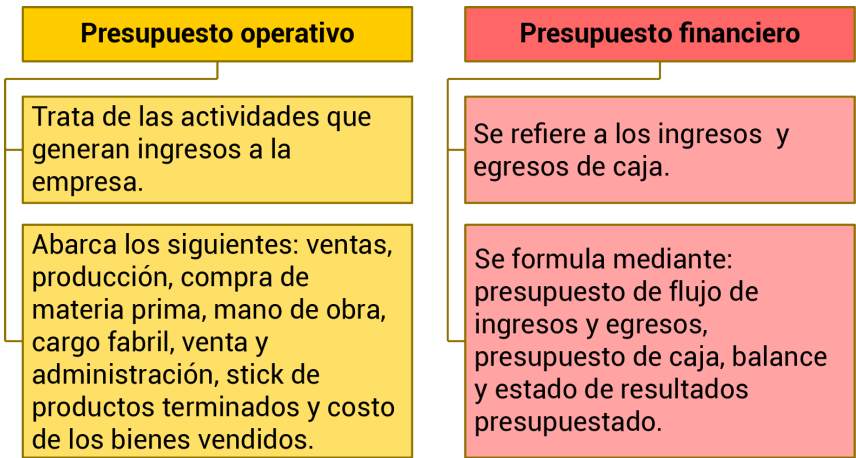 Presupuesto operativo
Trata de las actividades que
generan ingresos a la
empresa.
Abarca los siguientes: ventas,
producción, compra de
materia prima, mano de obra,
cargo fabril, venta y
administración, stick de
productos terminados y costo
de los bienes vendidos.
Presupuesto financiero
Se refiere a los ingresos  y
egresos de caja.
Se formula mediante:
presupuesto de flujo de
ingresos y egresos,
presupuesto de caja, balance
y estado de resultados
presupuestado.